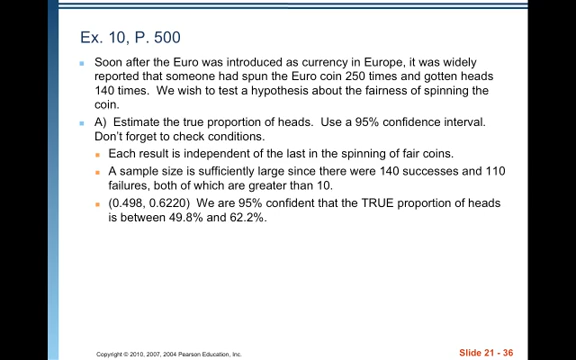 Ex. 10, P. 500
Soon after the Euro was introduced as currency in Europe, it was widely
reported that someone had spun the Euro coin 250 times and gotten heads
140 times. We wish to test a hypothesis about the fairness of spinning the
coin.
A) Estimate the true proportion of heads. Use a 95% confidence interval.
Don't forget to check conditions.
Each result is independent of the last in the spinning of fair coins.
A sample size is sufficiently large since there were 140 successes and 110
failures, both of which are greater than 10.
(0.498, 0.6220) We are 95% confident that the TRUE proportion of heads
is between 49.8% and 62.2%.
Copyright © 2010, 2007, 2004 Pearson Education, Inc.
Slide 21 - 36